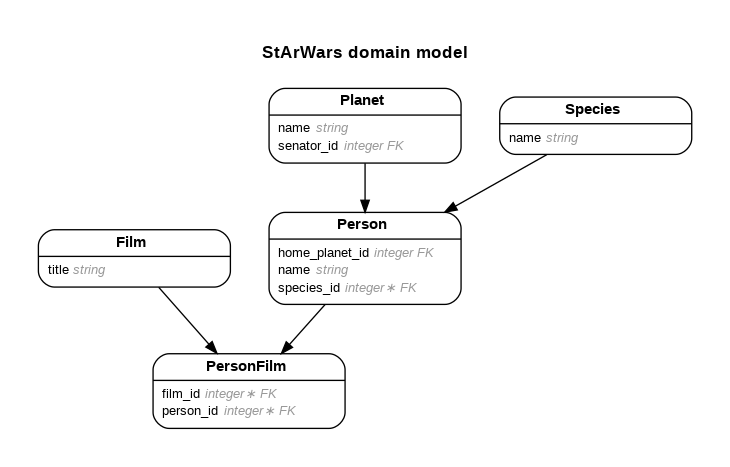 StArWars domain model
Planet
name string
senator_id integer FK
Species
name string
Person
home_planet_id integer FK
name string
species_id integer∗ FK
Film
title string
PersonFilm
film_id integer∗ FK
person_id integer∗ FK